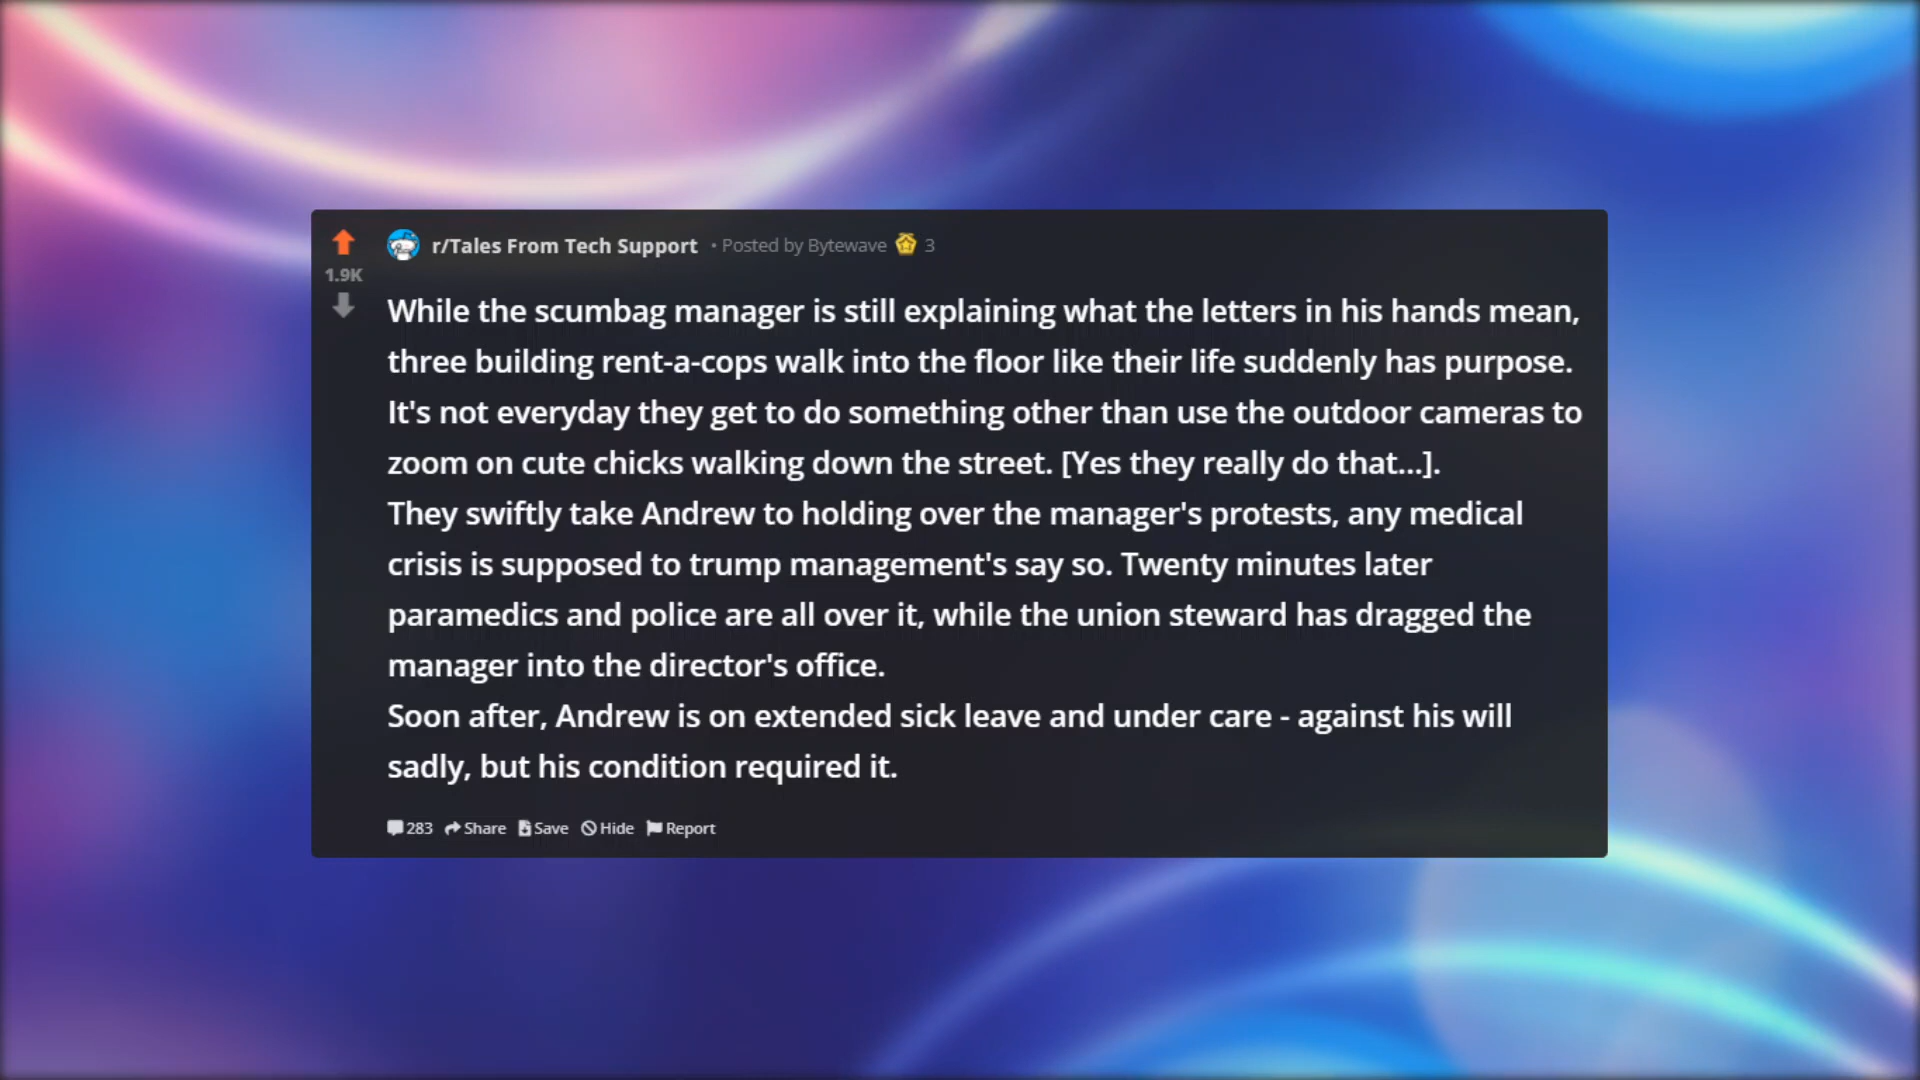 r/Tales From Tech Support • Posted by Bytewave 3
1.9K
While the scumbag manager is still explaining what the letters in his hands mean,
three building rent-a-cops walk into the floor like their life suddenly has purpose.
It's not everyday they get to do something other than use the outdoor cameras to
zoom on cute chicks walking down the street. [Yes they really do that...].
They swiftly take Andrew to holding over the manager's protests, any medical
crisis is supposed to trump management's say so. Twenty minutes later
paramedics and police are all over it, while the union steward has dragged the
manager into the director's office.
Soon after, Andrew is on extended sick leave and under care - against his will
sadly, but his condition required it.
283 Share Save Hide Report